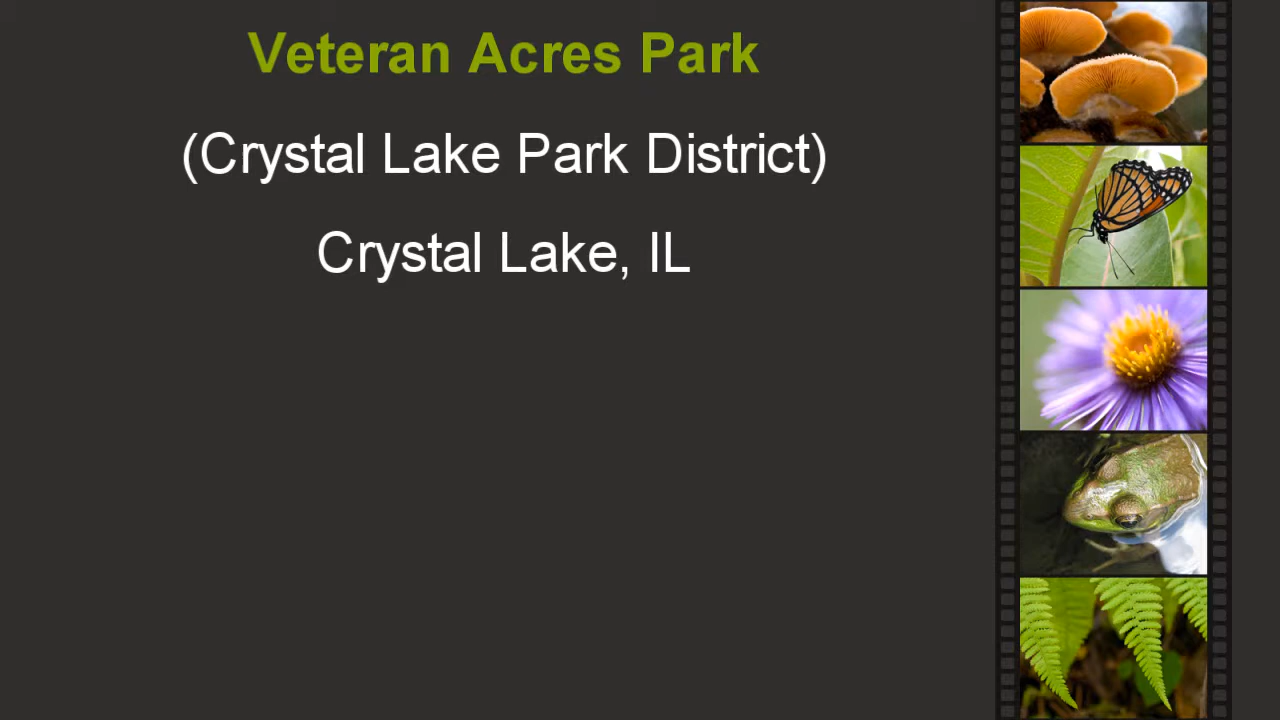 Veteran Acres Park
(Crystal Lake Park District)
Crystal Lake, IL